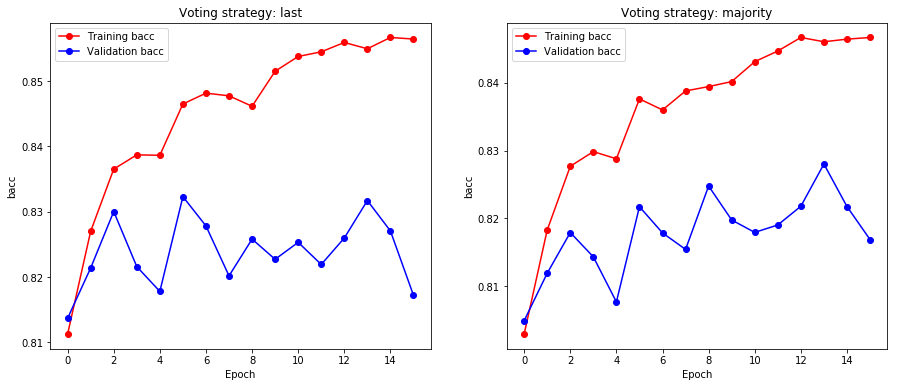 Voting strategy: last
Training bacc
Validation bacc
bacc
0.85
0.84
0.83
0.82
0.81
0 2 4 6 8 10 12 14
Epoch
Voting strategy: majority
Training bacc
Validation bacc
bacc
0.84
0.83
0.82
0.81
0 2 4 6 8 10 12 14
Epoch